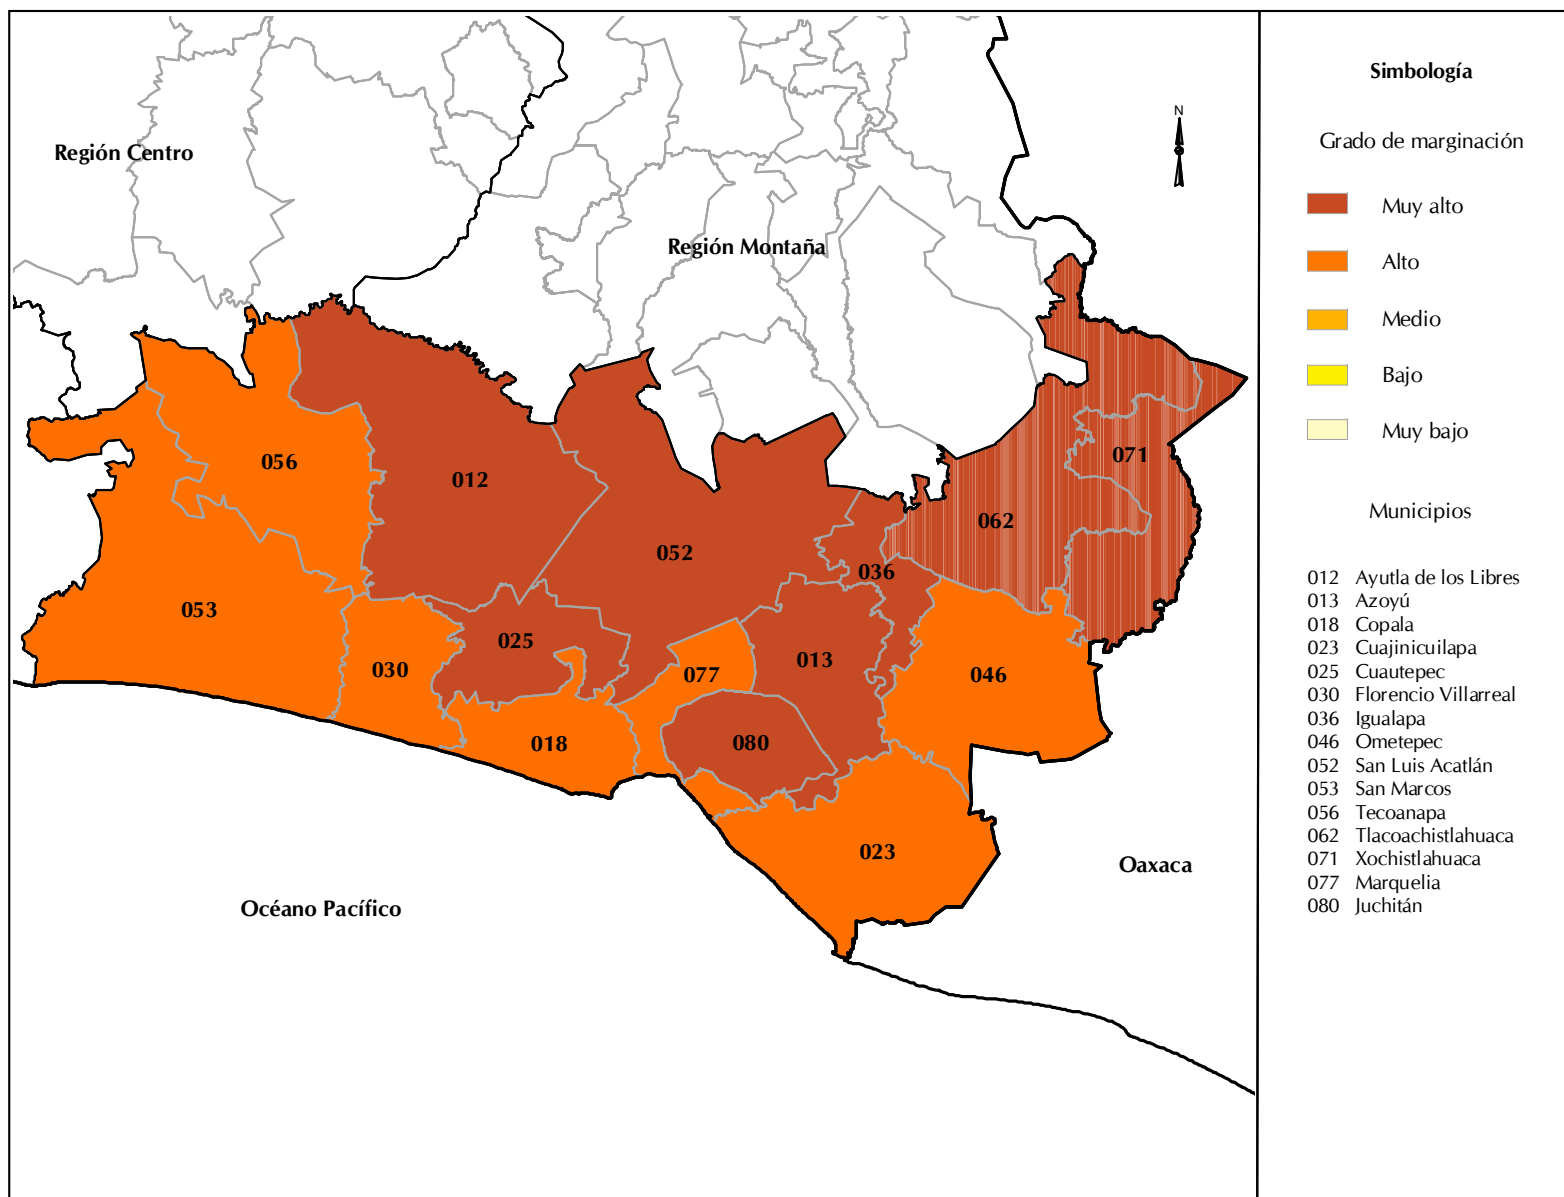 Región Centro
Región Montaña
N
056
012
071
062
052
036
053
025
030
013
077
046
018
080
023
Oaxaca
Océano Pacífico
Simbología
Grado de marginación
Muy alto
Alto
Medio
Bajo
Muy bajo
Municipios
012 Ayutla de los Libres
013 Azoyú
018 Copala
023 Cuajinicuilapa
025 Cuautepec
030 Florencio Villarreal
036 Igualapa
046 Ometepec
052 San Luis Acatlán
053 San Marcos
056 Tecoanapa
062 Tlacoachistlahuaca
071 Xochistlahuaca
077 Marquelia
080 Juchitán